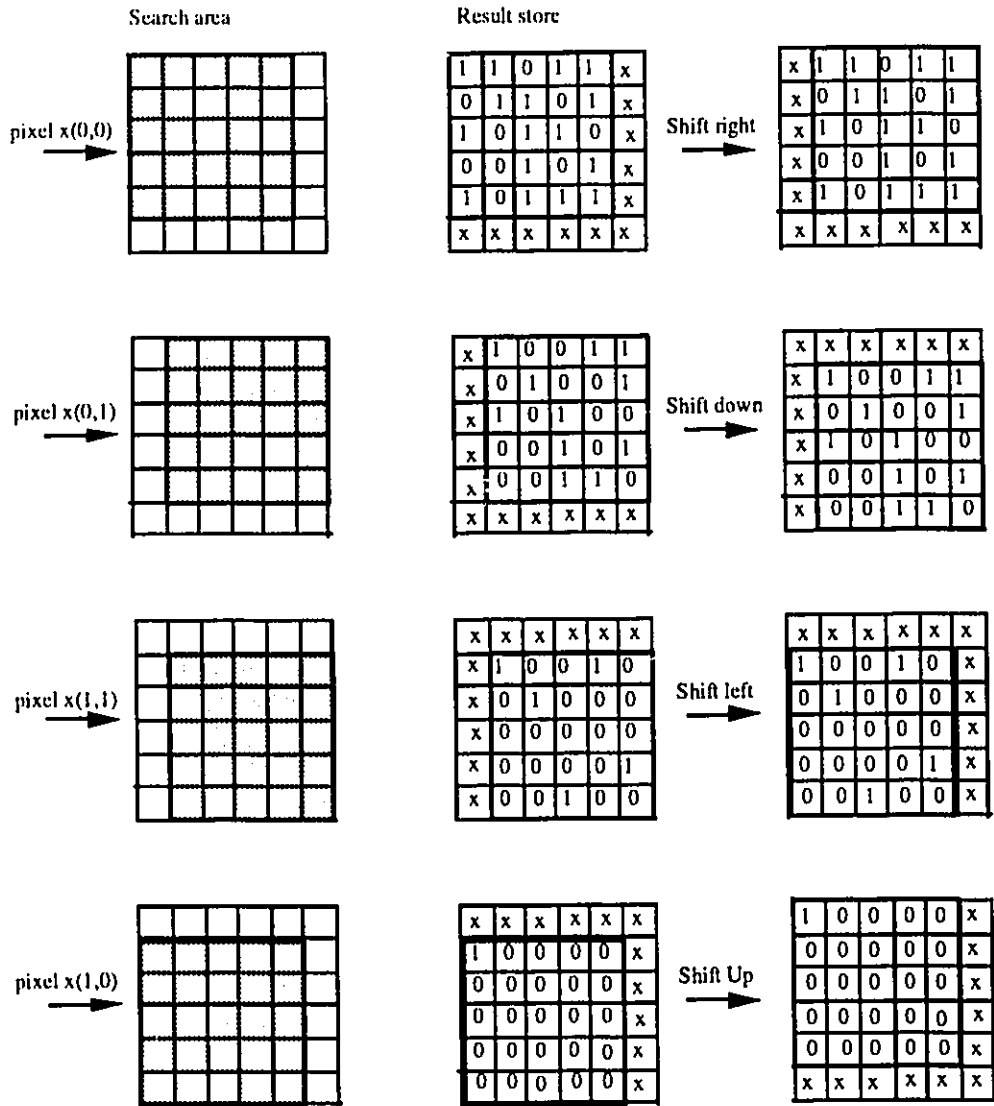 Search area Result store
1 1 0 1 1 x x 1 1 0 1 1
0 1 1 0 1 x x 0 1 1 0 1
pixel x(0,0) 1 0 1 1 0 x Shift right x 1 0 1 1 0
0 0 1 0 1 x x 0 0 1 0 1
1 0 1 1 1 x x 1 0 1 1 1
x x x x x x x x x x x x
x 1 0 0 1 1 x x x x x x
x 0 1 0 0 1 x 1 0 0 1 1
pixel x(0,1) x 1 0 1 0 0 Shift down x 0 1 0 0 1
x 0 0 1 0 1 x 1 0 1 0 0
x 0 0 1 1 0 x 0 0 1 0 1
x x x x x x x 0 0 1 1 0
x x x x x x x x x x x x
x 1 0 0 1 0 1 0 0 1 0 x
pixel x(1,1) x 0 1 0 0 0 Shift left 0 1 0 0 0 x
x 0 0 0 0 0 0 0 0 0 0 x
x 0 0 0 0 1 0 0 0 0 1 x
x 0 0 1 0 0 0 0 1 0 0 x
x x x x x x 1 0 0 0 0 x
1 0 0 0 0 x 0 0 0 0 0 x
pixel x(1,0) 0 0 0 0 0 x Shift Up 0 0 0 0 0 x
0 0 0 0 0 x 0 0 0 0 0 x
0 0 0 0 0 x 0 0 0 0 0 x
0 0 0 0 0 x x x x x x x